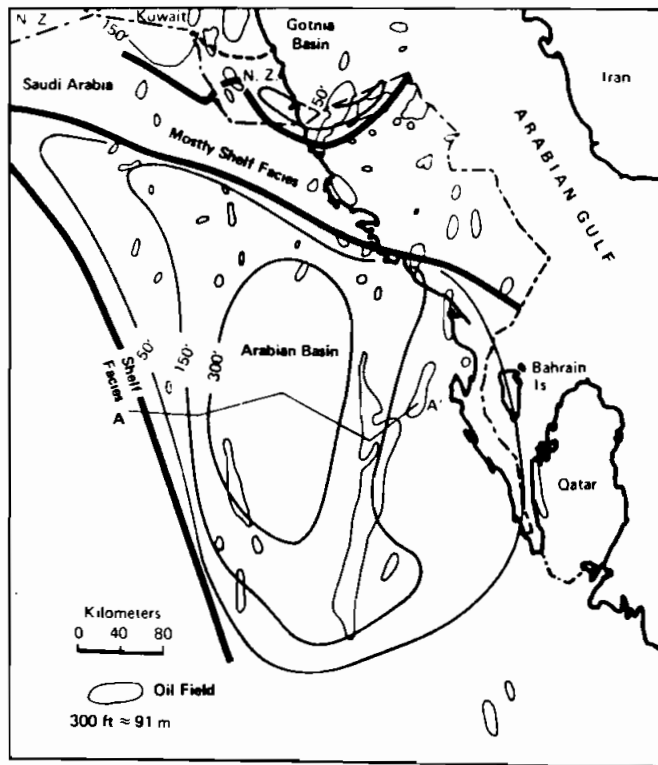 N. Z.
Kuwait
150'
Gotnia
Basin
Iran
Saudi Arabia
N. Z.
50'
Mostly Shelf Facies
ARABIAN GULF
50'
150'
300'
Arabian Basin
Shelf
Facies
A
A'
Bahrain
Is
Qatar
Kilometers
0 40 80
Oil Field
300 ft ≈ 91 m